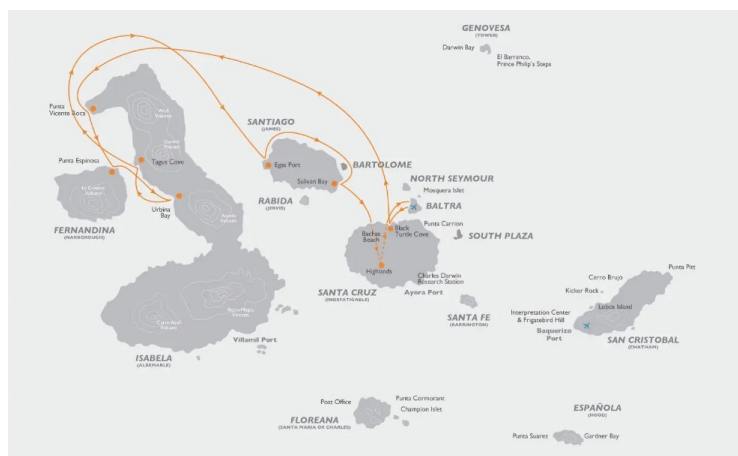 GENOVESA
(TOWER)
Darwin Bay
El Barranco,
Prince Philip's Steps
Punta
Vicente Roca
SANTIAGO
(JAMES)
Punta Espinosa
Tagus Cove
Egas Port
BARTOLOME
Sullivan Bay
NORTH SEYMOUR
Mosquera Islet
RABIDA
(JERVIS)
BALTRA
Urbina
Bay
FERNANDINA
(NARBOROUGH)
Bachas
Beach
Black
Turtle Cove
Punta Carrion
SOUTH PLAZA
Highlands
Charles Darwin
Research Station
SANTA CRUZ
(INDEFATIGABLE)
Ayora Port
Punta Pitt
Cerro Brujo
Kicker Rock
Lobos Island
SANTA FE
(BARRINGTON)
Interpretation Center
& Frigatebird Hill
Baquerizo
Port
SAN CRISTOBAL
(CHATHAM)
Villamil Port
ISABELA
(ALBEMARLE)
Post Office
Punta Cormorant
Champion Islet
FLOREANA
(SANTA MARIA DE CHARLES)
ESPAÑOLA
(HOOD)
Punta Suarez
Gardner Bay